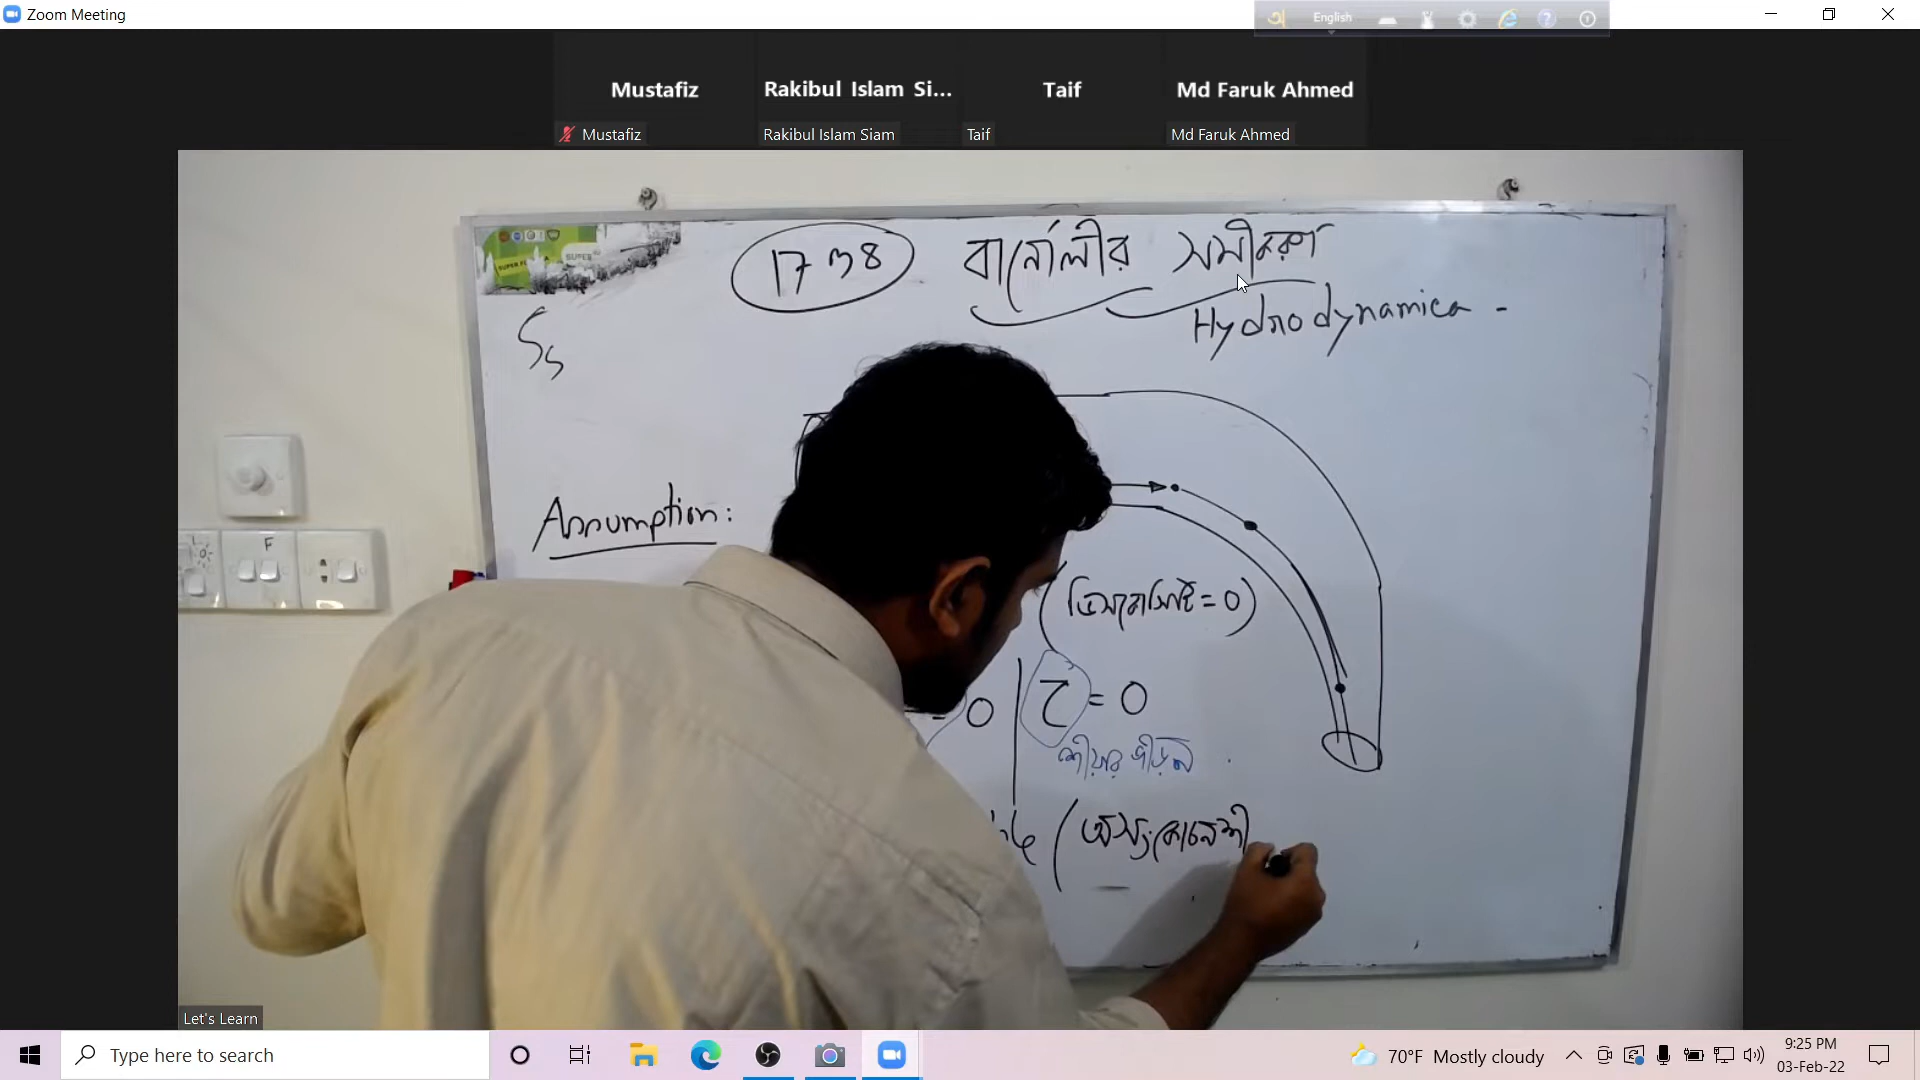 Zoom Meeting
English
Mustafiz
Rakibul Islam Si...
Taif
Md Faruk Ahmed
Mustafiz
Rakibul Islam Siam
Taif
Md Faruk Ahmed
SUPER
1738 বার্নোলীর সমীকরণ
Hydrodynamica -
Ss
Assumption:
(ভিসকোসিটি = 0)
0 | τ = 0
শীয়ার পীড়ন
(অসংকোচনশী
F
Let's Learn
Type here to search
70°F Mostly cloudy
9:25 PM
03-Feb-22